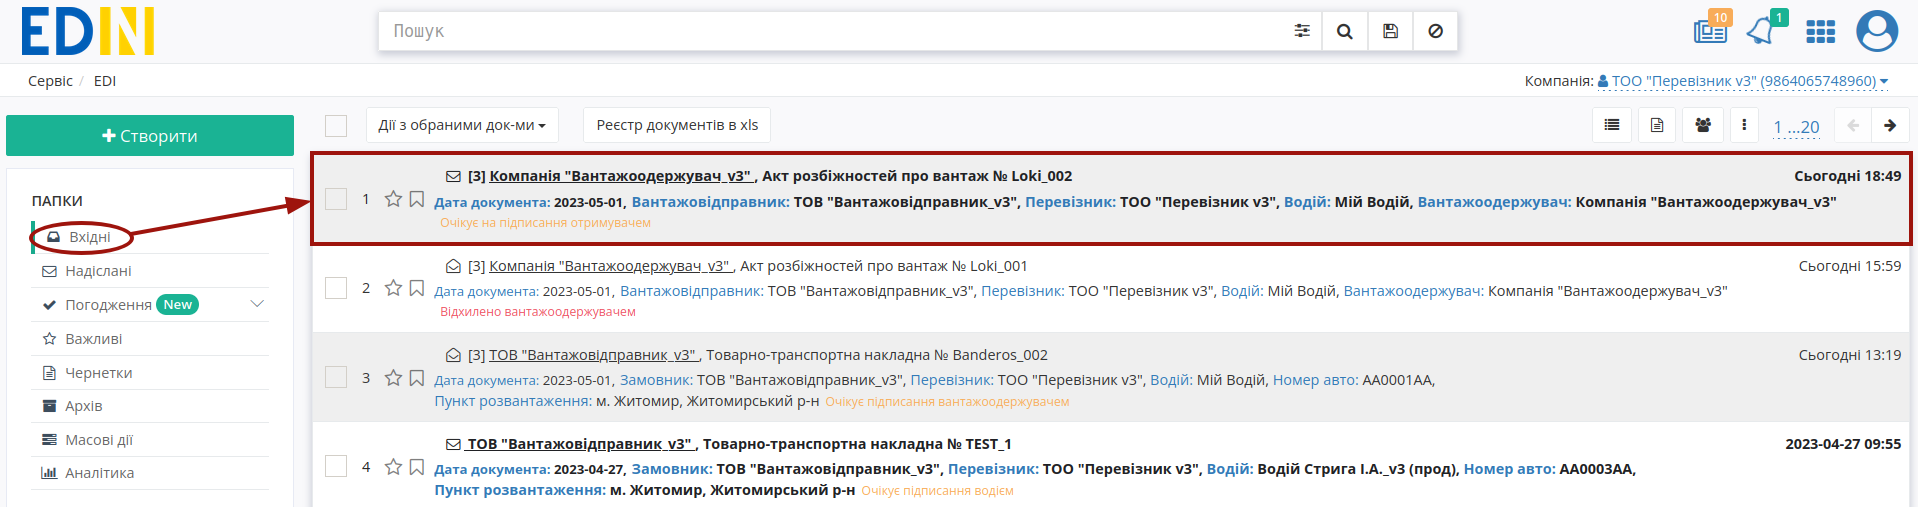 EDIN
Пошук
10
1
Сервіс / EDI
Компанія: ТОО "Перевізник v3" (9864065748960)
Створити
Дії з обраними док-ми
Реєстр документів в xls
1 ...20
ПАПКИ
Вхідні
Надіслані
Погодження New
Важливі
Чернетки
Архів
Масові дії
Аналітика
1
[3] Компанія "Вантажоодержувач_v3" , Акт розбіжностей про вантаж № Loki_002
Сьогодні 18:49
Дата документа: 2023-05-01, Вантажовідправник: ТОВ "Вантажовідправник_v3", Перевізник: ТОО "Перевізник v3", Водій: Мій Водій, Вантажоодержувач: Компанія "Вантажоодержувач_v3"
Очікує на підписання отримувачем
2
[3] Компанія "Вантажоодержувач_v3" , Акт розбіжностей про вантаж № Loki_001
Сьогодні 15:59
Дата документа: 2023-05-01, Вантажовідправник: ТОВ "Вантажовідправник_v3", Перевізник: ТОО "Перевізник v3", Водій: Мій Водій, Вантажоодержувач: Компанія "Вантажоодержувач_v3"
Відхилено вантажоодержувачем
3
[3] ТОВ "Вантажовідправник_v3" , Товарно-транспортна накладна № Banderos_002
Сьогодні 13:19
Дата документа: 2023-05-01, Замовник: ТОВ "Вантажовідправник_v3", Перевізник: ТОО "Перевізник v3", Водій: Мій Водій, Номер авто: АА0001АА,
Пункт розвантаження: м. Житомир, Житомирський р-н Очікує підписання вантажоодержувачем
4
ТОВ "Вантажовідправник_v3" , Товарно-транспортна накладна № TEST_1
2023-04-27 09:55
Дата документа: 2023-04-27, Замовник: ТОВ "Вантажовідправник_v3", Перевізник: ТОО "Перевізник v3", Водій: Водій Стрига І.А._v3 (прод), Номер авто: АА0003АА,
Пункт розвантаження: м. Житомир, Житомирський р-н Очікує підписання водієм